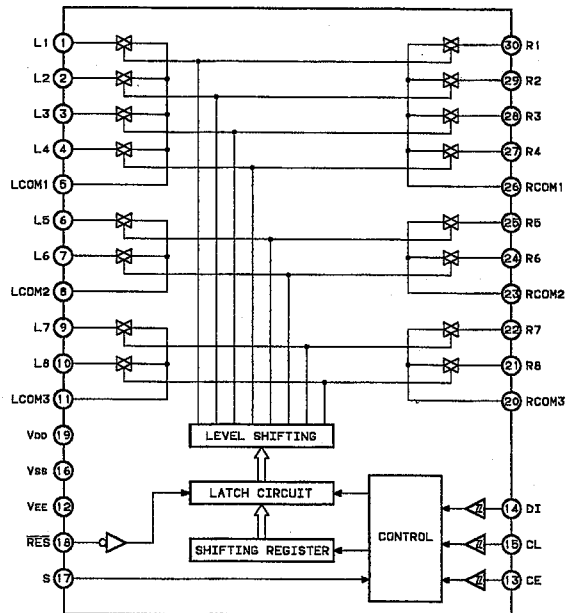 L1 1 30 R1
L2 2 29 R2
L3 3 28 R3
L4 4 27 R4
LCOM1 5 26 RCOM1
L5 6 25 R5
L6 7 24 R6
LCOM2 8 23 RCOM2
L7 9 22 R7
L8 10 21 R8
LCOM3 11 20 RCOM3
VDD 19
LEVEL SHIFTING
VSS 16
LATCH CIRCUIT
VEE 12
14 DI
RES 18
CONTROL
SHIFTING REGISTER
15 CL
S 17
13 CE